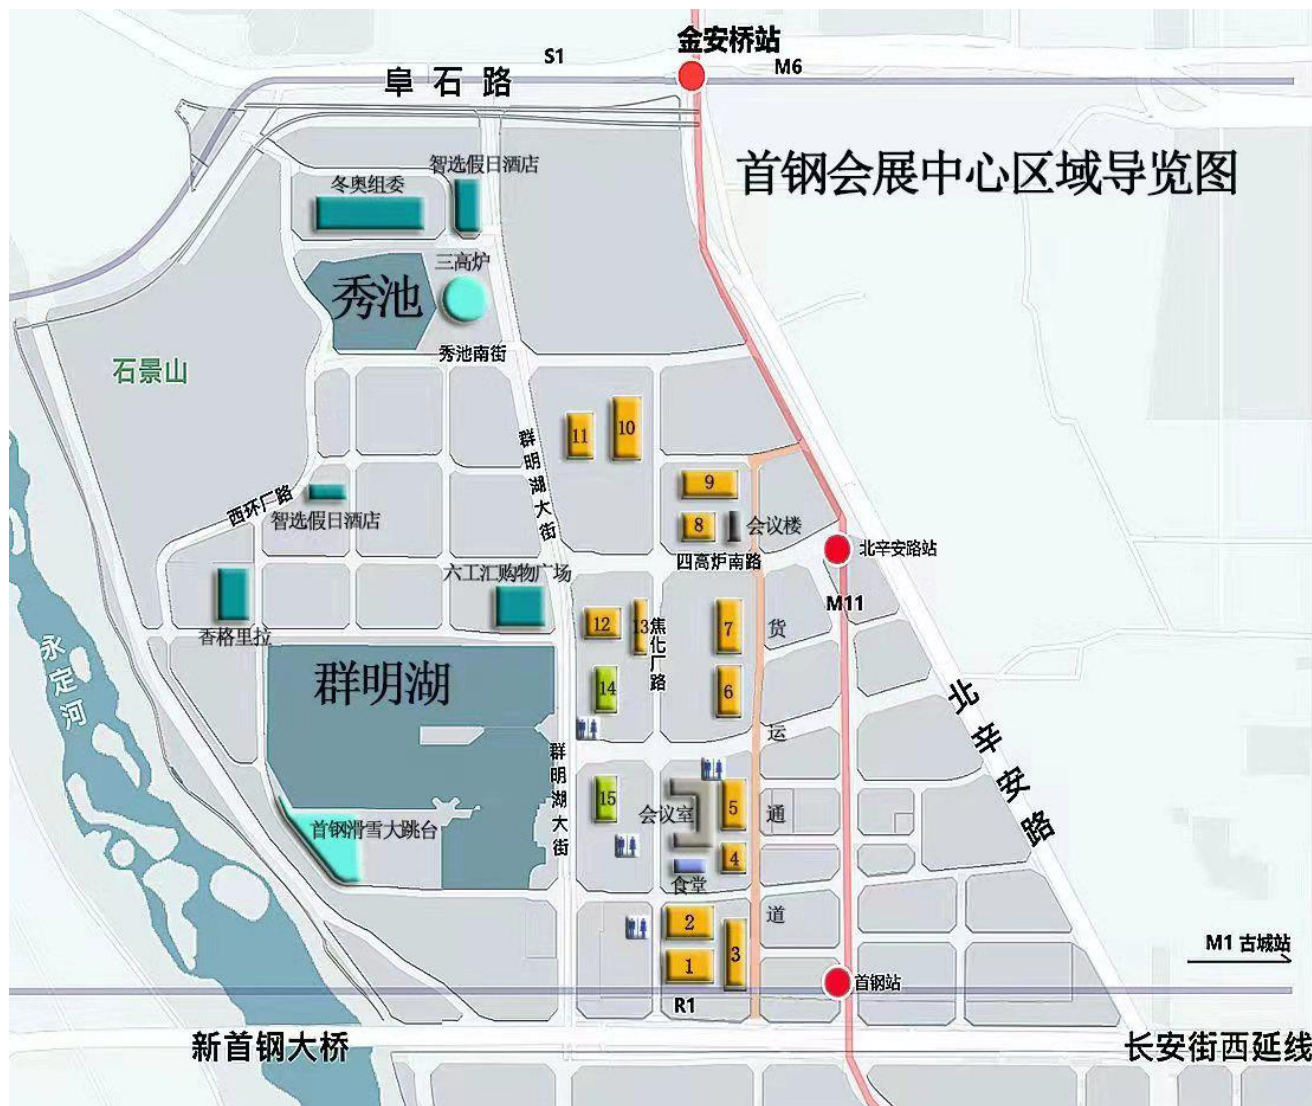 金安桥站
S1
M6
阜石路
首钢会展中心区域导览图
智选假日酒店
冬奥组委
三高炉
秀池
秀池南街
石景山
11
10
群明湖大街
9
西环厂路
智选假日酒店
8
会议楼
北辛安路站
四高炉南路
六工汇购物广场
M11
香格里拉
12
13
焦化厂路
7
货运通道
永定河
群明湖
14
6
北辛安路
群明湖大街
15
会议室
5
首钢滑雪大跳台
4
食堂
2
3
1
M1 古城站
首钢站
R1
新首钢大桥
长安街西延线